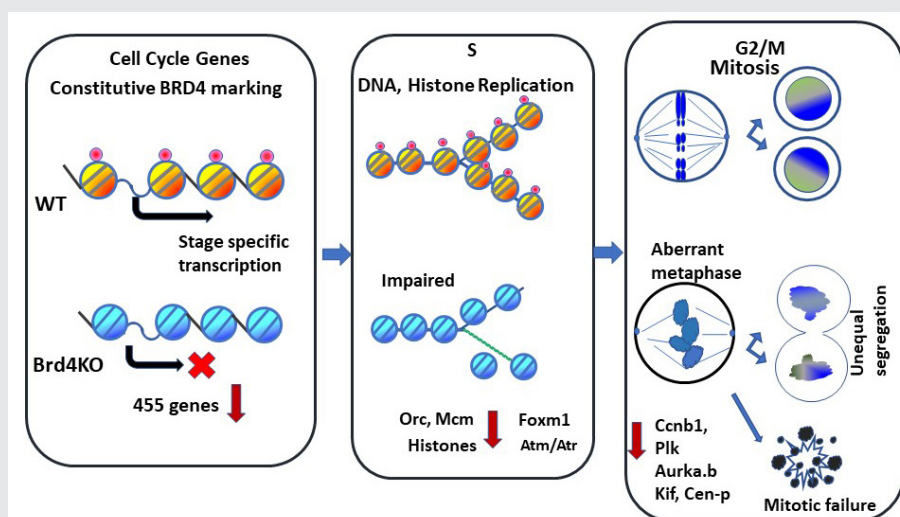 Cell Cycle Genes
Constitutive BRD4 marking
WT
Stage specific
transcription
Brd4KO
455 genes
S
DNA, Histone Replication
Impaired
Orc, Mcm
Histones
Foxm1
Atm/Atr
G2/M
Mitosis
Aberrant
metaphase
Unequal
segregation
Ccnb1,
Plk
Aurka.b
Kif, Cen-p
Mitotic failure